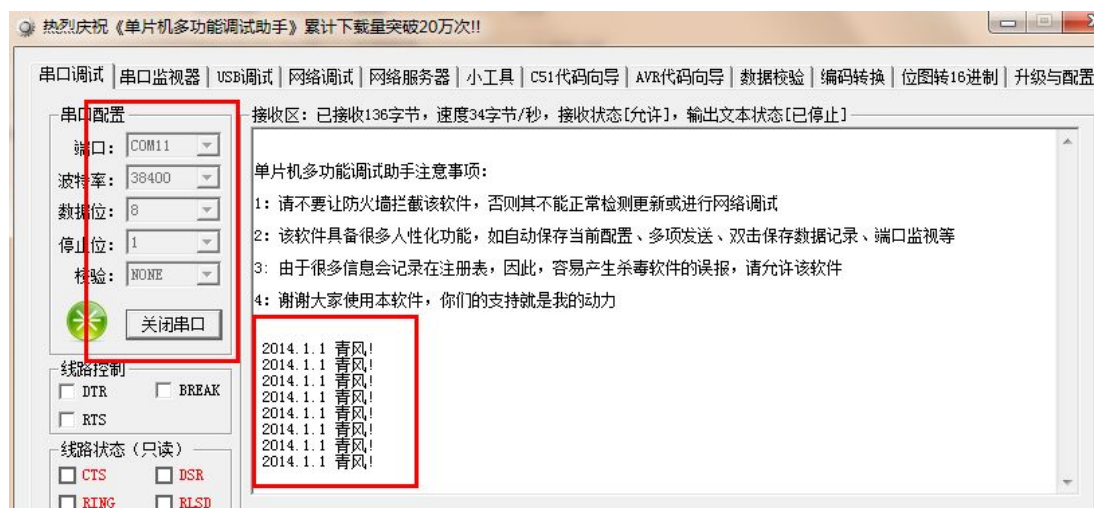 热烈庆祝《单片机多功能调试助手》累计下载量突破20万次!!
串口调试 串口监视器 USB调试 网络调试 网络服务器 小工具 C51代码向导 AVR代码向导 数据校验 编码转换 位图转16进制 升级与配置
串口配置
端口: COM11
波特率: 38400
数据位: 8
停止位: 1
校验: NONE
关闭串口
线路控制
DTR BREAK
RTS
线路状态(只读)
CTS DSR
RING RLSD
接收区: 已接收136字节, 速度34字节/秒, 接收状态[允许], 输出文本状态[已停止]
单片机多功能调试助手注意事项:
1: 请不要让防火墙拦截该软件, 否则其不能正常检测更新或进行网络调试
2: 该软件具备很多人性化功能, 如自动保存当前配置、多项发送、双击保存数据记录、端口监视等
3: 由于很多信息会记录在注册表, 因此, 容易产生杀毒软件的误报, 请允许该软件
4: 谢谢大家使用本软件, 你们的支持就是我的动力
2014.1.1 青风!
2014.1.1 青风!
2014.1.1 青风!
2014.1.1 青风!
2014.1.1 青风!
2014.1.1 青风!
2014.1.1 青风!
2014.1.1 青风!